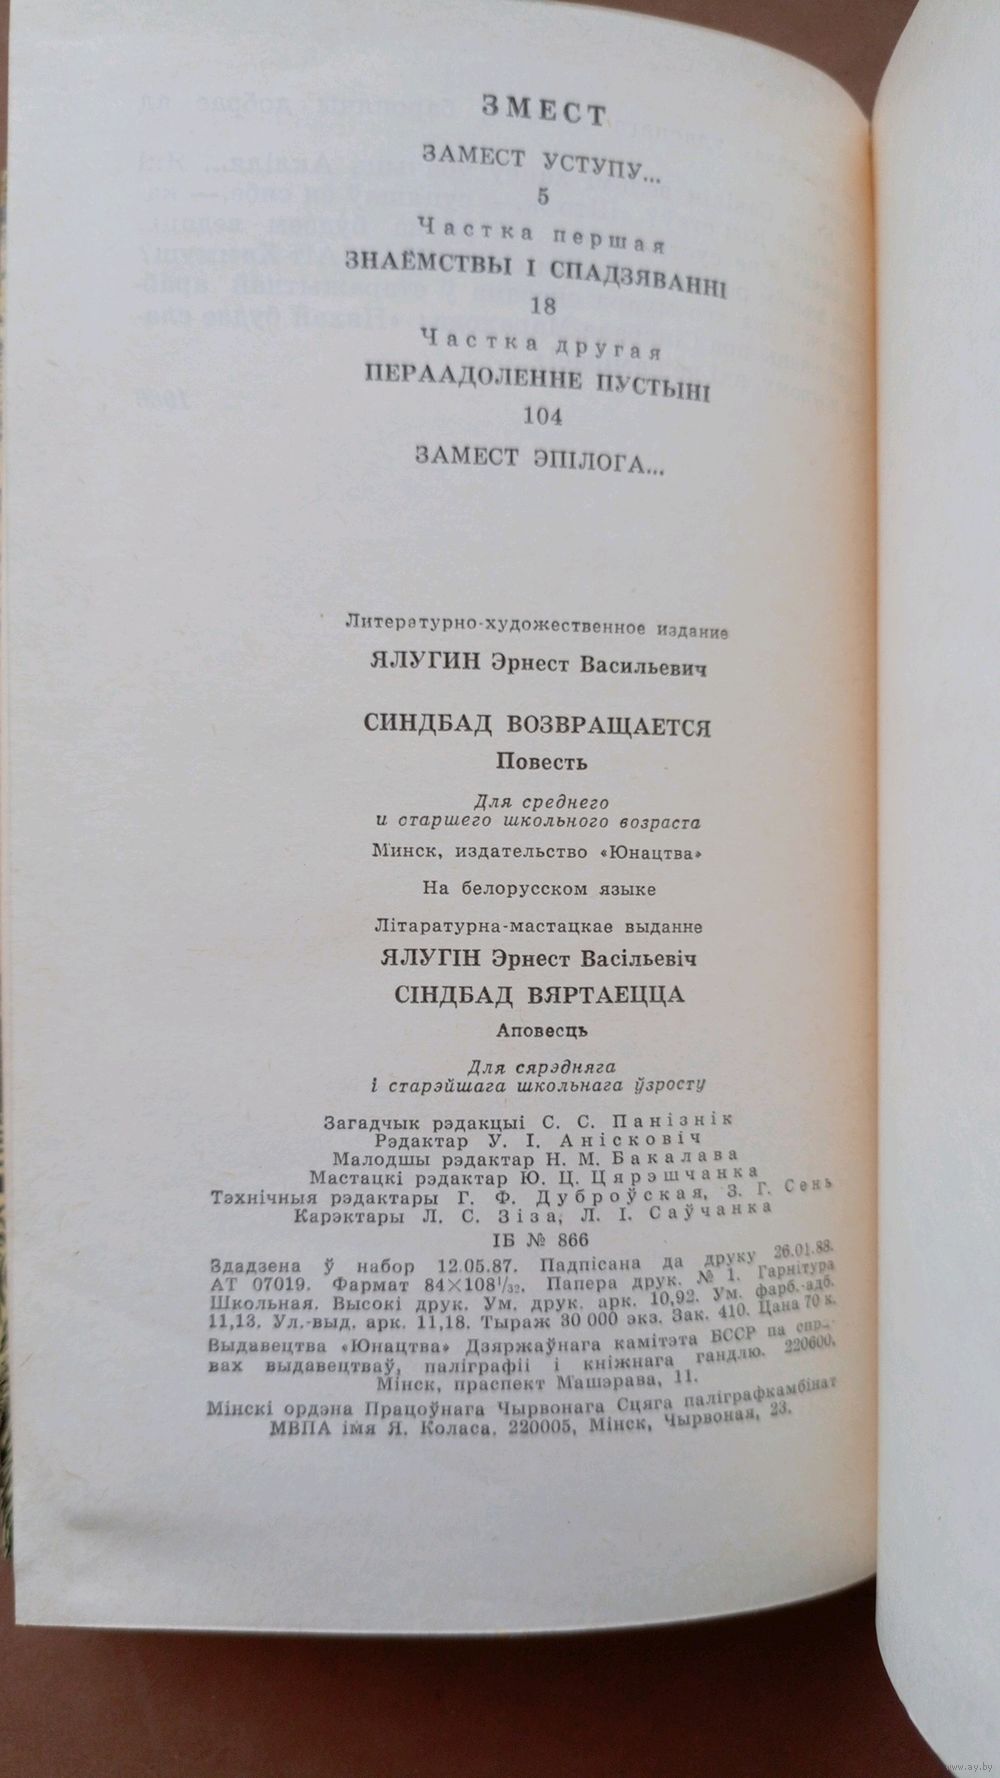 ЗМЕСТ
ЗАМЕСТ УСТУПУ...
5
Частка першая
ЗНАЁМСТВЫ І СПАДЗЯВАННІ
18
Частка другая
ПЕРААДОЛЕННЕ ПУСТЫНІ
104
ЗАМЕСТ ЭПІЛОГА...
Литературно-художественное издание
ЯЛУГИН Эрнест Васильевич
СИНДБАД ВОЗВРАЩАЕТСЯ
Повесть
Для среднего
и старшего школьного возраста
Минск, издательство «Юнацтва»
На белорусском языке
Літаратурна-мастацкае выданне
ЯЛУГІН Эрнест Васільевіч
СІНДБАД ВЯРТАЕЦЦА
Аповесць
Для сярэдняга
і старэйшага школьнага ўзросту
Загадчык рэдакцыі С. С. Панізнік
Рэдактар У. І. Анісковіч
Малодшы рэдактар Н. М. Бакалава
Мастацкі рэдактар Ю. Ц. Цярэшчанка
Тэхнічныя рэдактары Г. Ф. Дуброўская, З. Г. Сень
Карэктары Л. С. Зіза, Л. І. Саўчанка
ІБ № 866
Здадзена ў набор 12.05.87. Падпісана да друку 26.01.88.
АТ 07019. Фармат 84×108¹/₃₂. Папера друк. № 1. Гарнітура
Школьная. Высокі друк. Ум. друк. арк. 10,92. Ум. фарб.-адб.
11,13. Ул.-выд. арк. 11,18. Тыраж 30 000 экз. Зак. 410. Цана 70 к.
Выдавецтва «Юнацтва» Дзяржаўнага камітэта БССР па спра-
вах выдавецтваў, паліграфіі і кніжнага гандлю. 220600,
Мінск, праспект Машэрава, 11.
Мінскі ордэна Працоўнага Чырвонага Сцяга паліграфкамбінат
МВПА імя Я. Коласа. 220005, Мінск, Чырвоная, 23.
www.ay.by